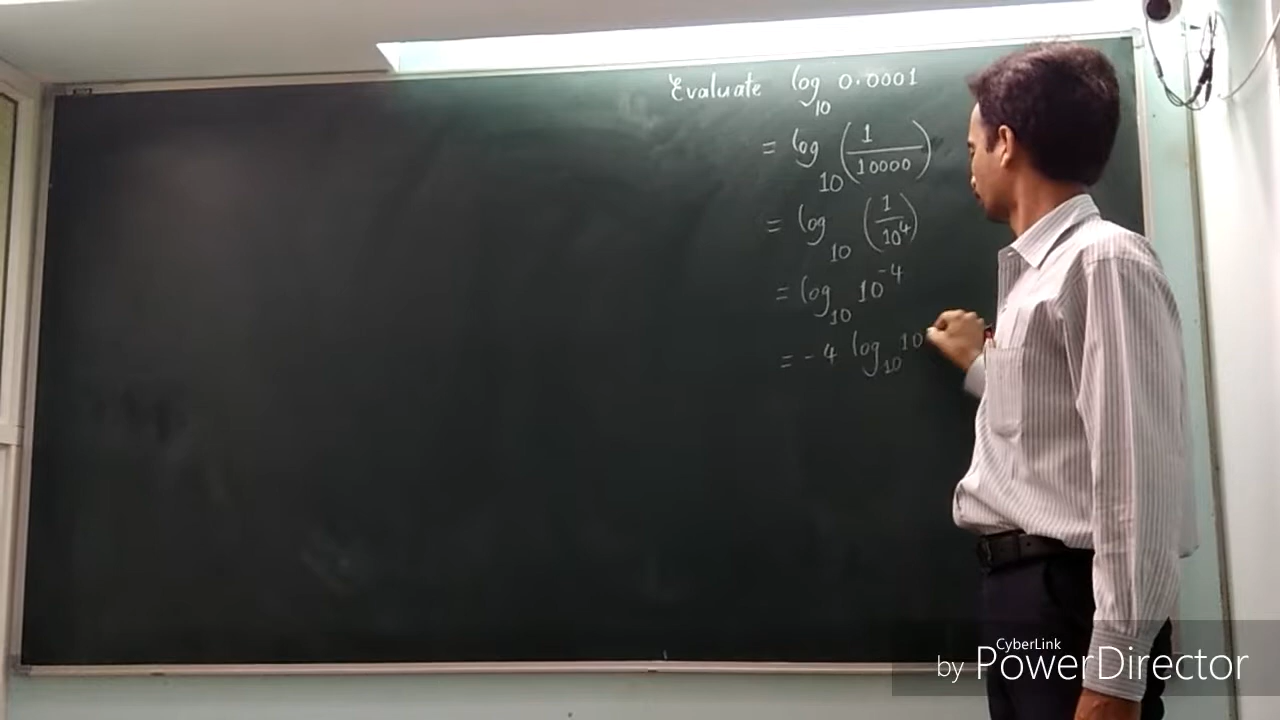 Evaluate log₁₀ 0.0001
= log₁₀ (1/10000)
= log₁₀ (1/10⁴)
= log₁₀ 10⁻⁴
= - 4 log₁₀ 10
CyberLink
by PowerDirector